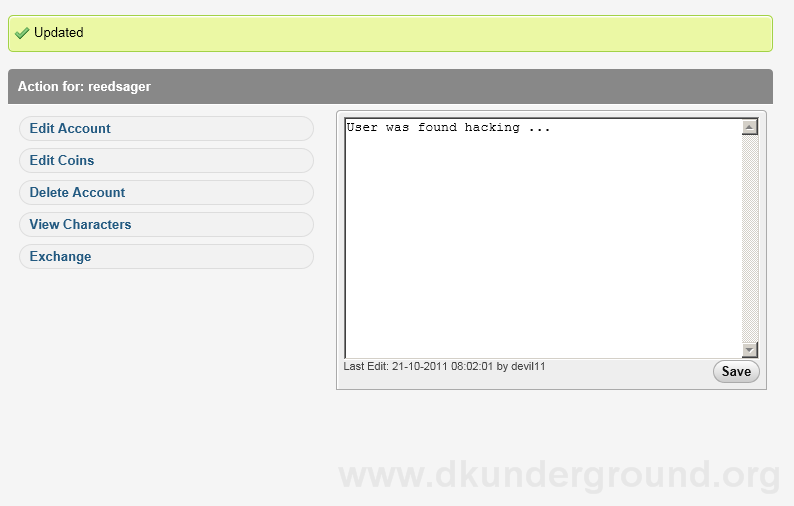 Updated
Action for: reedsager
Edit Account
Edit Coins
Delete Account
View Characters
Exchange
User was found hacking ...
Last Edit: 21-10-2011 08:02:01 by devil11
Save
www.dkunderground.org